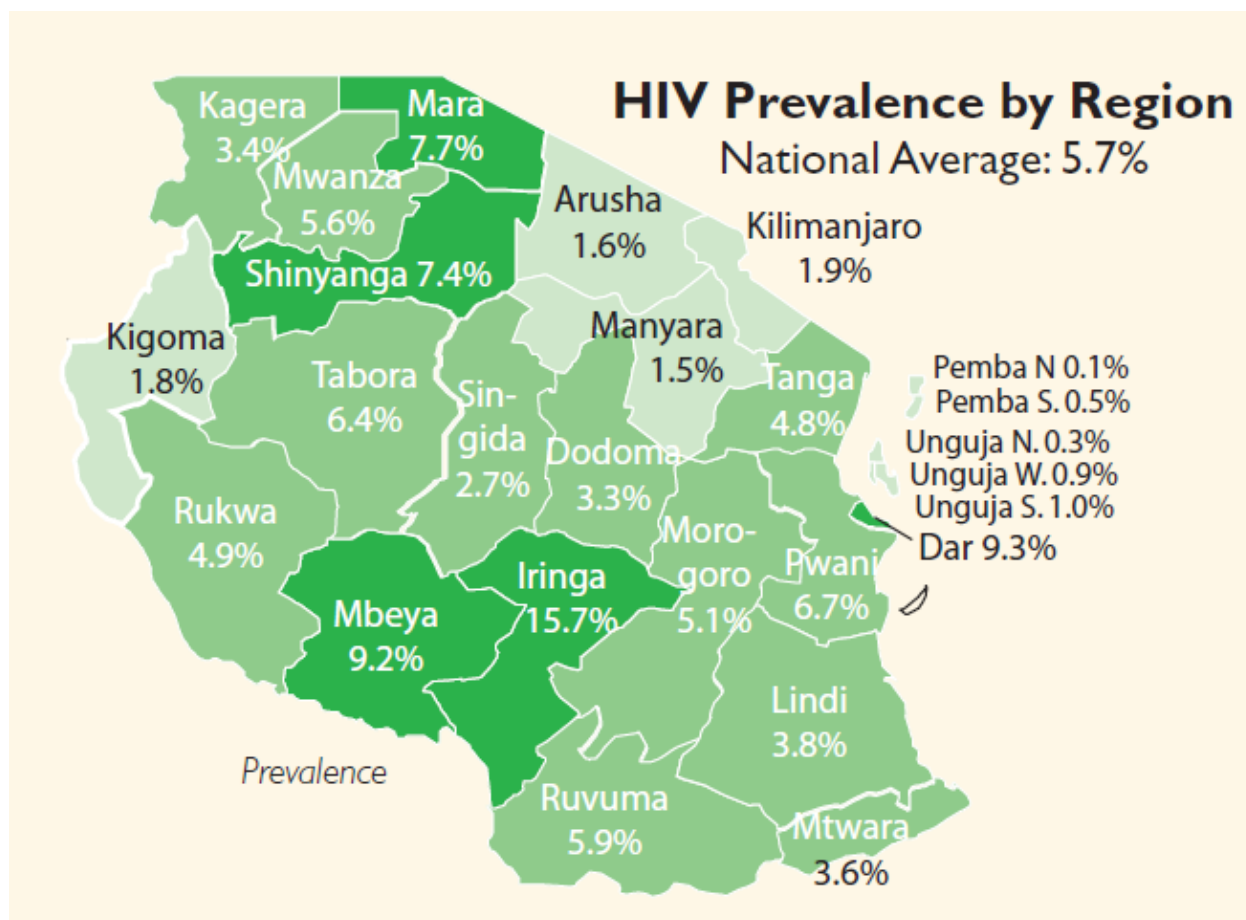 HIV Prevalence by Region
National Average: 5.7%
Kagera
3.4%
Mara
7.7%
Mwanza
5.6%
Arusha
1.6%
Kilimanjaro
1.9%
Shinyanga 7.4%
Kigoma
1.8%
Tabora
6.4%
Sin-
gida
2.7%
Manyara
1.5%
Tanga
4.8%
Dodoma
3.3%
Pemba N 0.1%
Pemba S. 0.5%
Unguja N. 0.3%
Unguja W. 0.9%
Unguja S. 1.0%
Dar 9.3%
Rukwa
4.9%
Moro-
goro
5.1%
Pwani
6.7%
Iringa
15.7%
Mbeya
9.2%
Lindi
3.8%
Prevalence
Ruvuma
5.9%
Mtwara
3.6%